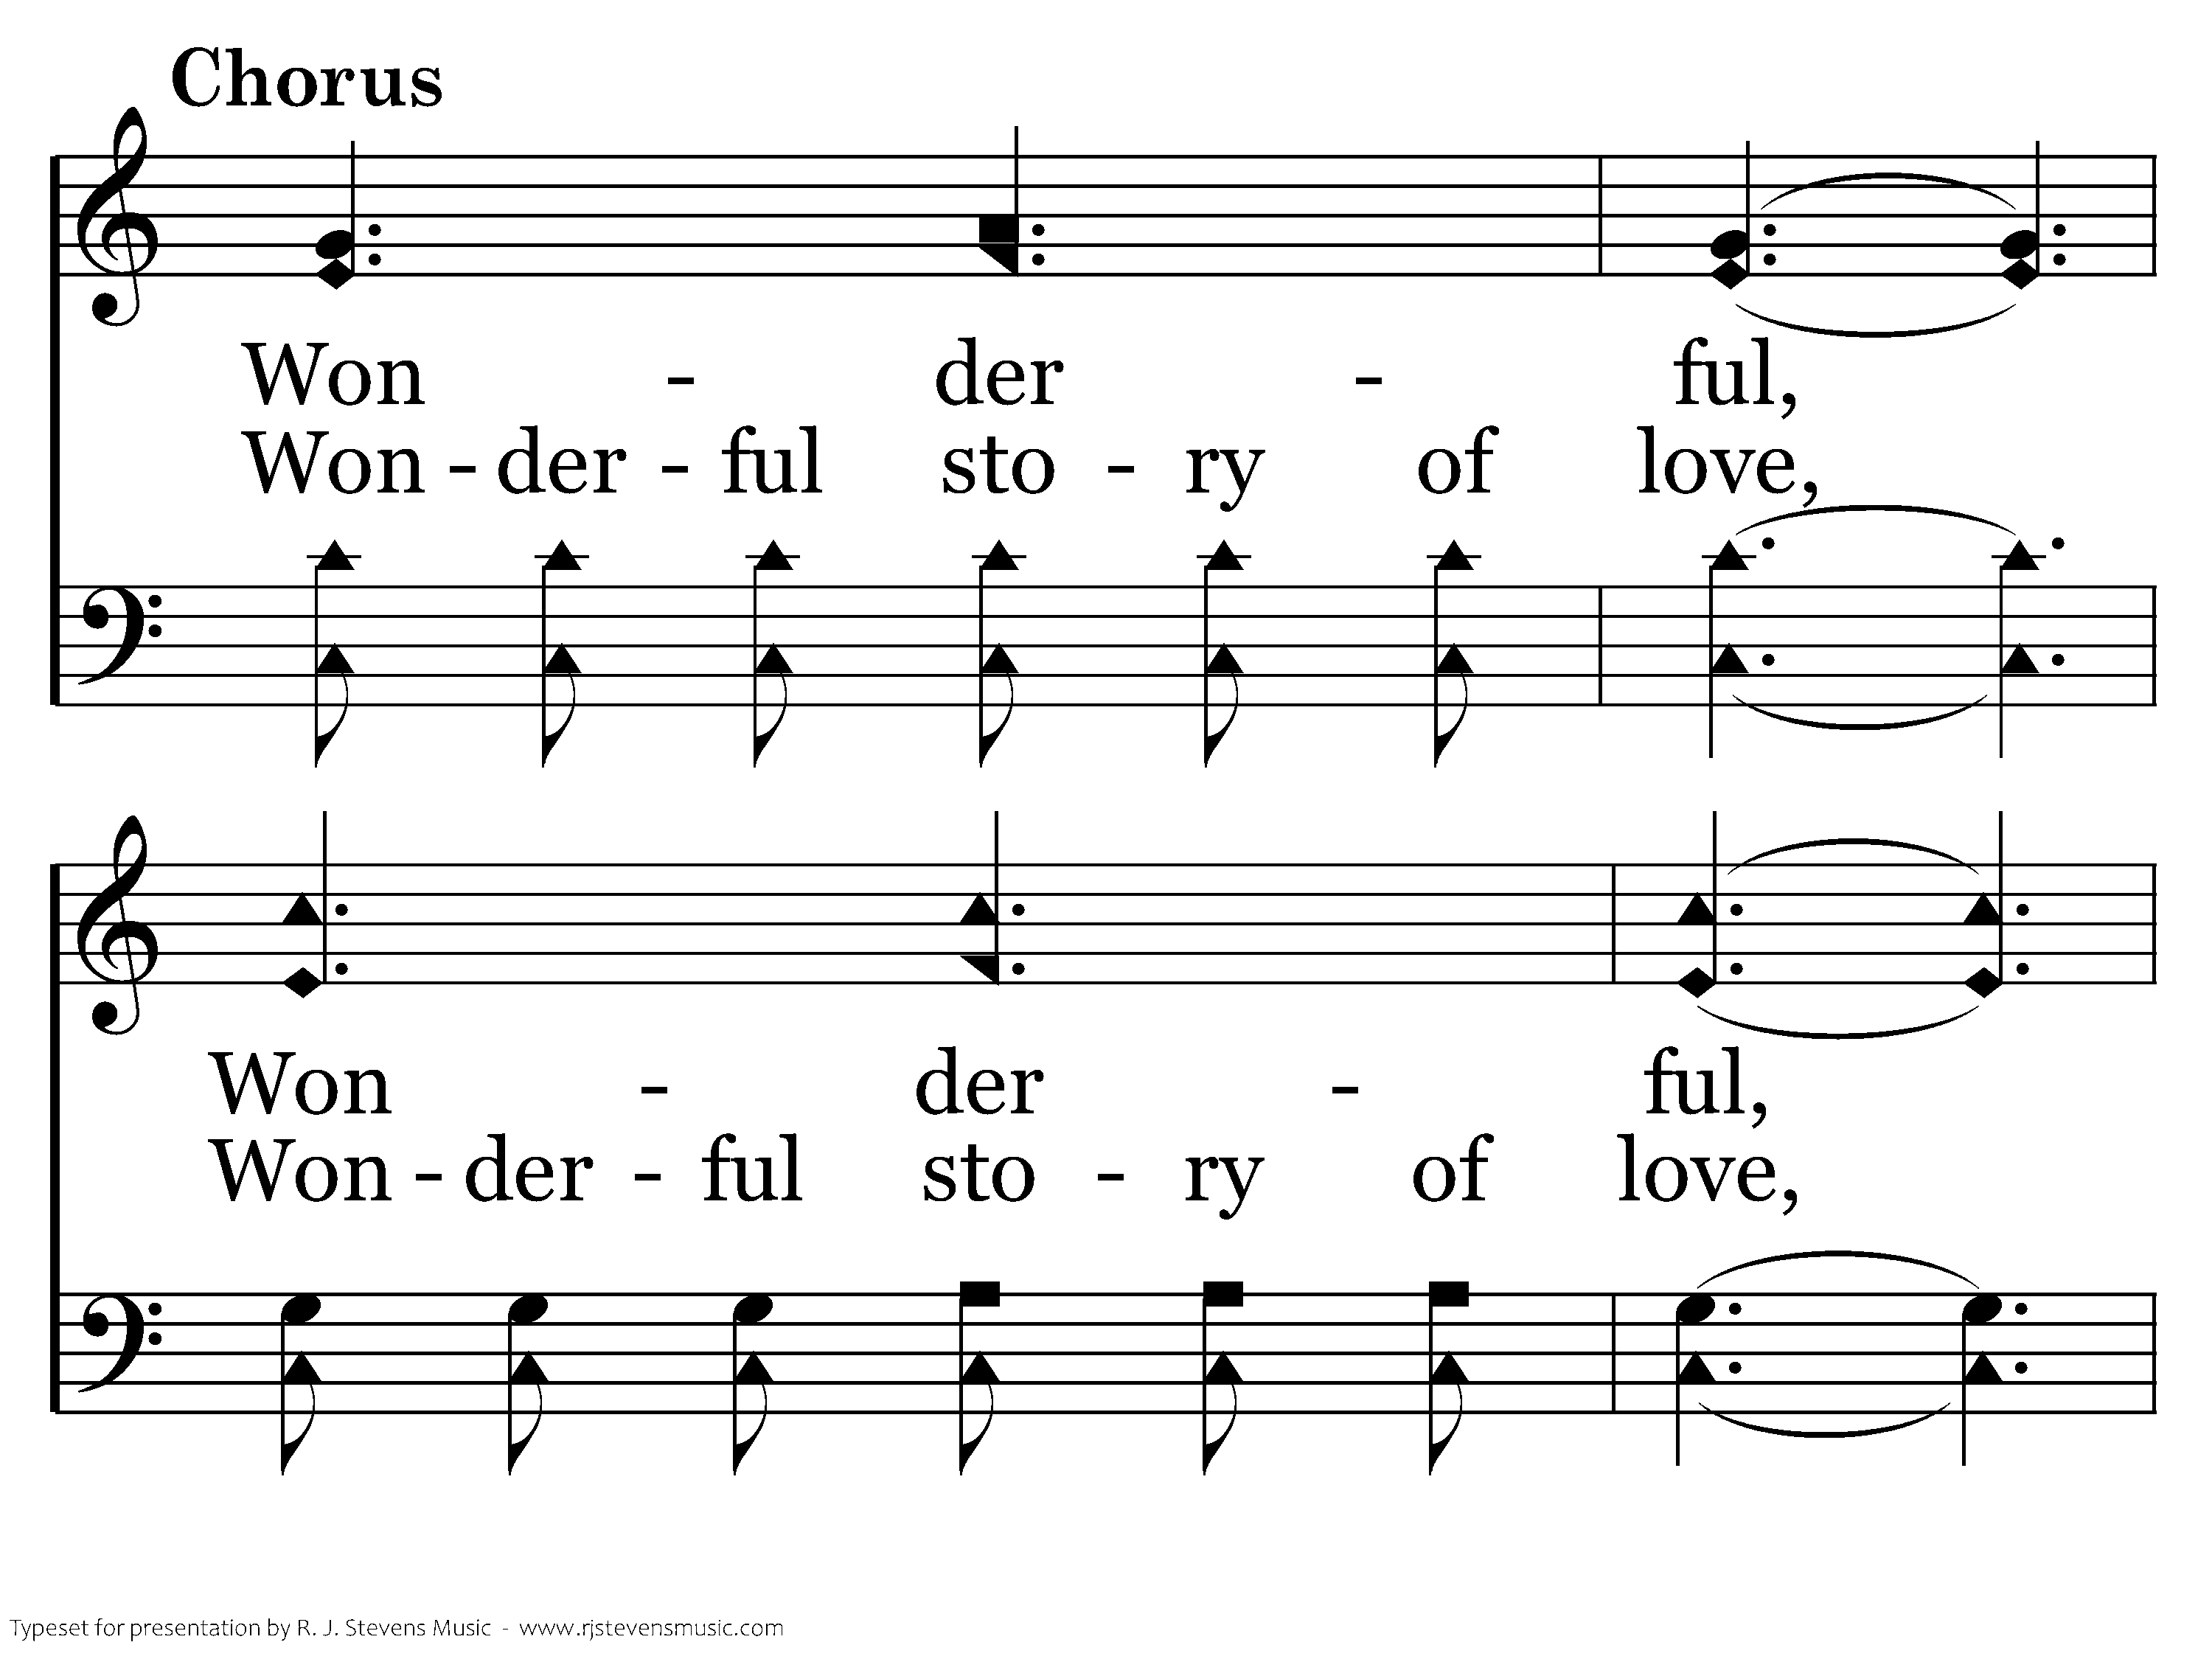 Chorus
Won - der - ful,
Won - der - ful sto - ry of love,
Won - der - ful,
Won - der - ful sto - ry of love,
Typeset for presentation by R. J. Stevens Music - www.rjstevensmusic.com